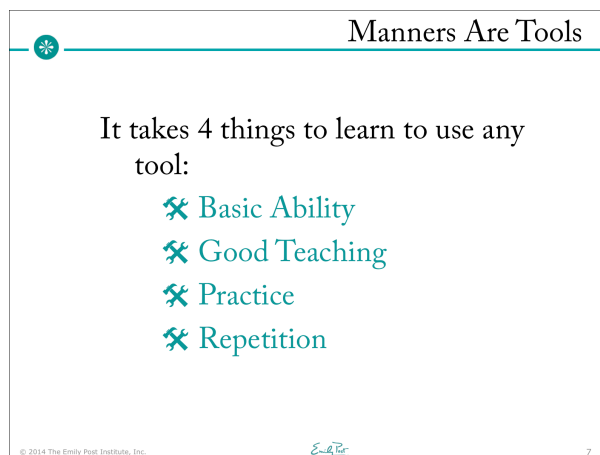 Manners Are Tools
It takes 4 things to learn to use any
tool:
Basic Ability
Good Teaching
Practice
Repetition
© 2014 The Emily Post Institute, Inc.
Emily Post
7